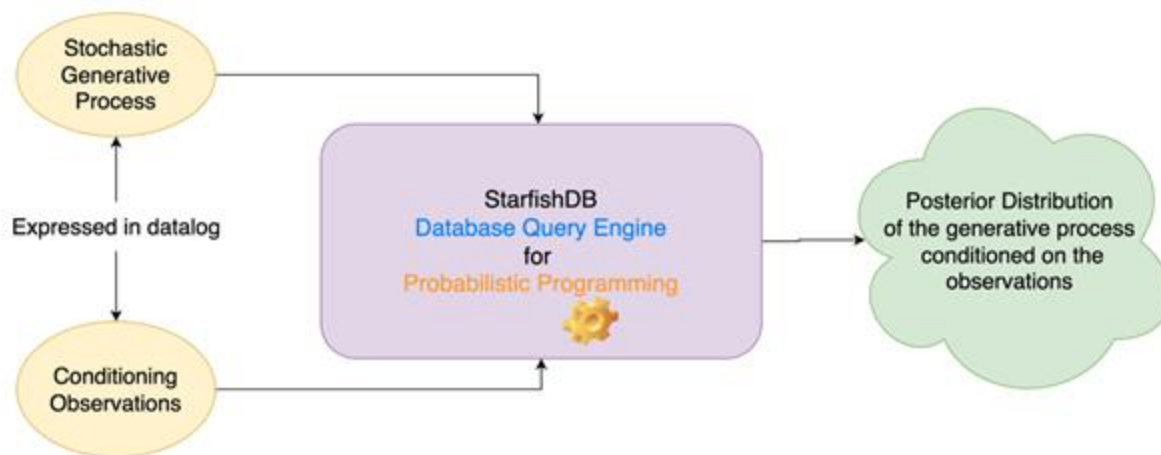 Stochastic
Generative
Process
Expressed in datalog
Conditioning
Observations
StarfishDB
Database Query Engine
for
Probabilistic Programming
Posterior Distribution
of the generative process
conditioned on the
observations